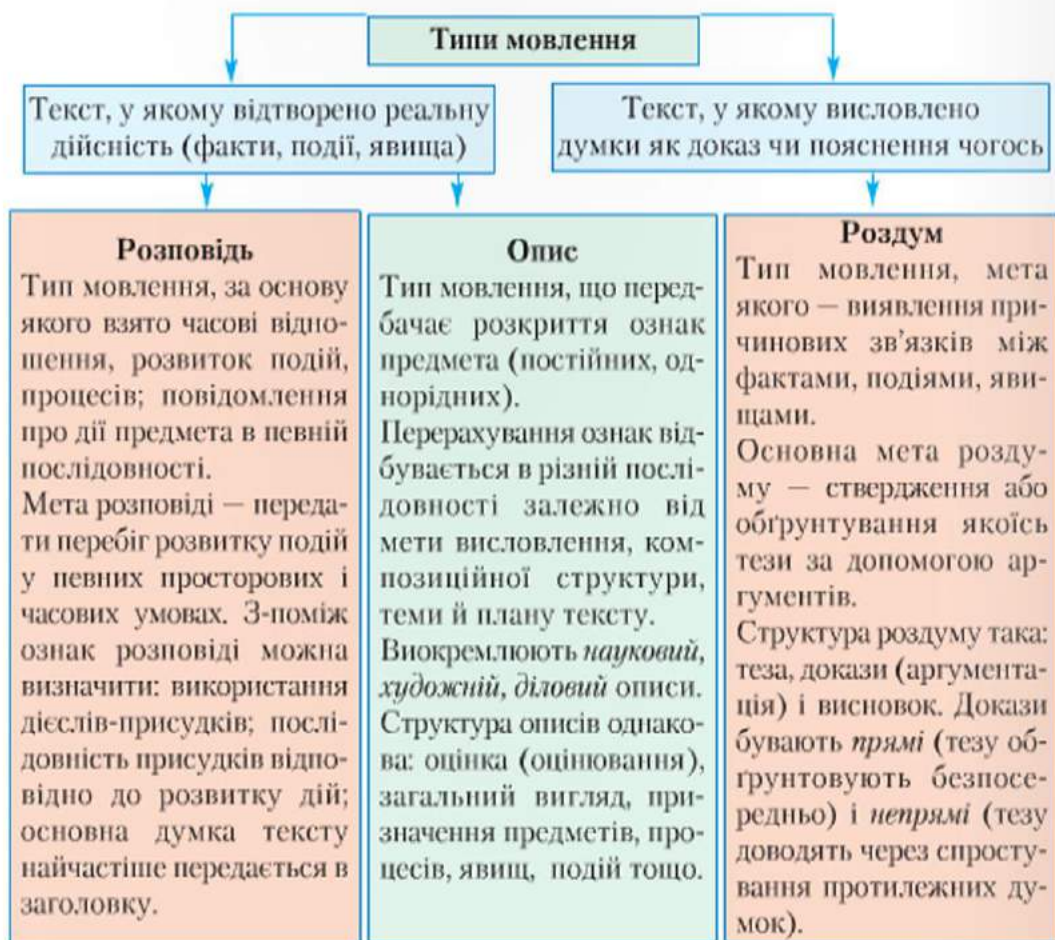 Типи мовлення
Текст, у якому відтворено реальну
дійсність (факти, події, явища)
Текст, у якому висловлено
думки як доказ чи пояснення чогось
Розповідь
Тип мовлення, за основу
якого взято часові відно-
шення, розвиток подій,
процесів; повідомлення
про дії предмета в певній
послідовності.
Мета розповіді — переда-
ти перебіг розвитку подій
у певних просторових і
часових умовах. З-поміж
ознак розповіді можна
визначити: використання
дієслів-присудків; послі-
довність присудків відпо-
відно до розвитку дій;
основна думка тексту
найчастіше передається в
заголовку.
Опис
Тип мовлення, що перед-
бачає розкриття ознак
предмета (постійних, од-
норідних).
Перерахування ознак від-
бувається в різній послі-
довності залежно від
мети висловлення, ком-
позиційної структури,
теми й плану тексту.
Виокремлюють науковий,
художній, діловий описи.
Структура описів однако-
ва: оцінка (оцінювання),
загальний вигляд, при-
значення предметів, про-
цесів, явищ, подій тощо.
Роздум
Тип мовлення, мета
якого — виявлення при-
чинових зв'язків між
фактами, подіями, яви-
щами.
Основна мета розду-
му — ствердження або
обґрунтування якоїсь
тези за допомогою ар-
гументів.
Структура роздуму така:
теза, докази (аргумента-
ція) і висновок. Докази
бувають прямі (тезу об-
ґрунтовують безпосе-
редньо) і непрямі (тезу
доводять через спросту-
вання протилежних ду-
мок).